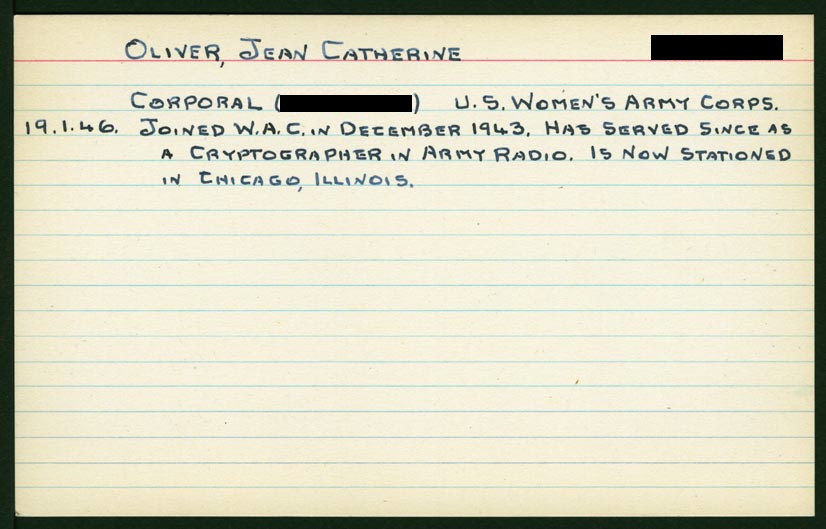 OLIVER, JEAN CATHERINE
CORPORAL ( ) U.S. WOMEN'S ARMY CORPS.
19.1.46. JOINED W.A.C. IN DECEMBER 1943. HAS SERVED SINCE AS
A CRYPTOGRAPHER IN ARMY RADIO. IS NOW STATIONED
IN CHICAGO, ILLINOIS.